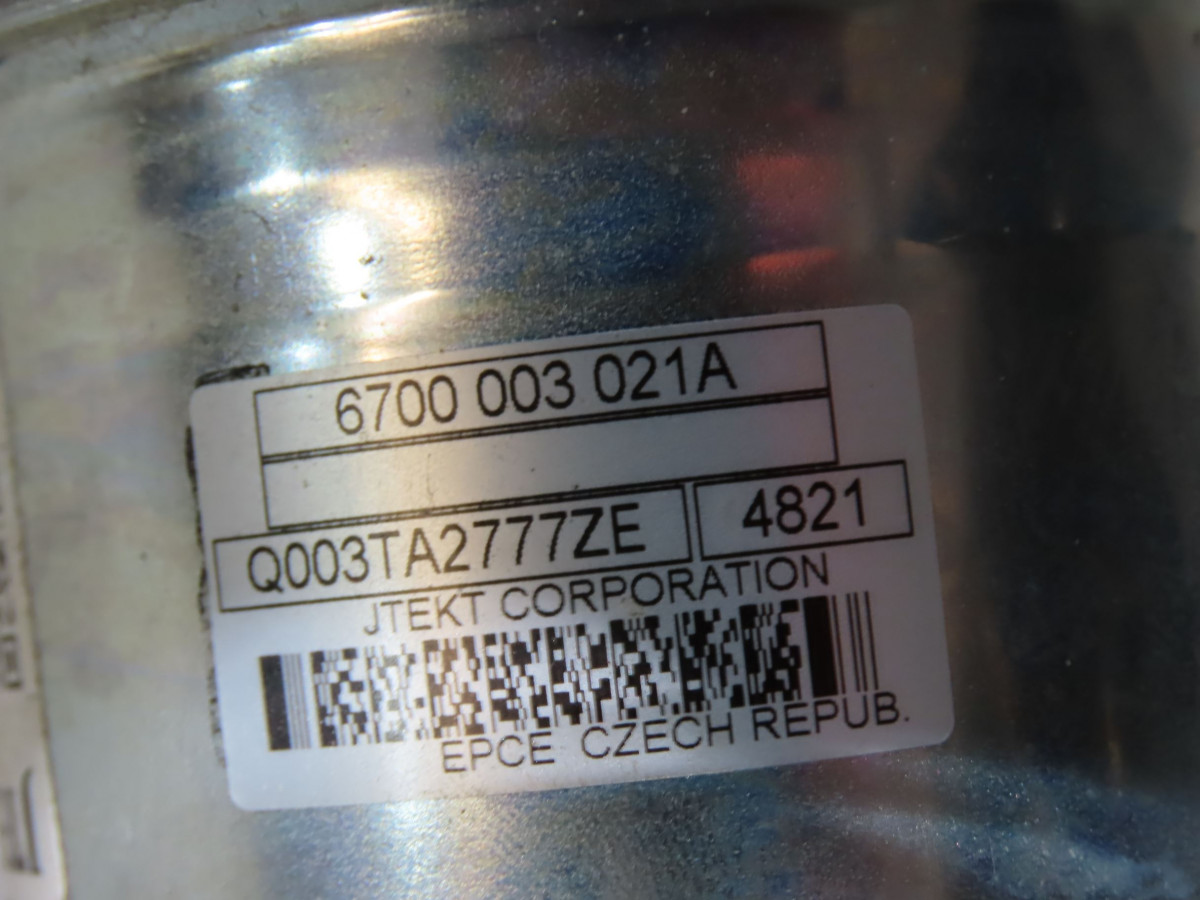 6700 003 021A
Q003TA2777ZE 4821
JTEKT CORPORATION
EPCE CZECH REPUB.